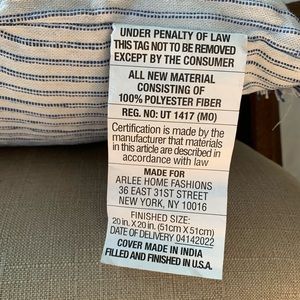 UNDER PENALTY OF LAW
THIS TAG NOT TO BE REMOVED
EXCEPT BY THE CONSUMER
ALL NEW MATERIAL
CONSISTING OF
100% POLYESTER FIBER
REG. NO: UT 1417 (MO)
Certification is made by the
manufacturer that materials
in this article are described in
accordance with law
MADE FOR
ARLEE HOME FASHIONS
36 EAST 31ST STREET
NEW YORK, NY 10016
FINISHED SIZE:
20 in. X 20 in. (51cm X 51cm)
DATE OF DELIVERY 04142022
COVER MADE IN INDIA
FILLED AND FINISHED IN U.S.A.